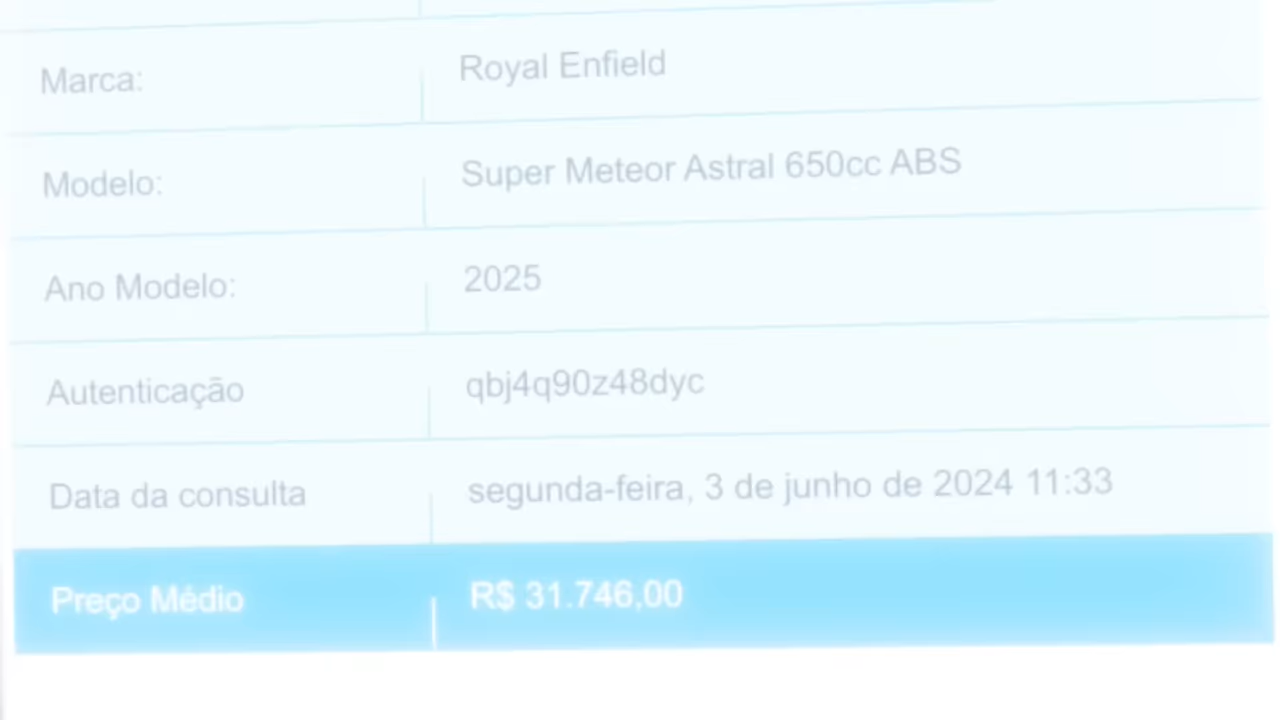 Marca: Royal Enfield
Modelo: Super Meteor Astral 650cc ABS
Ano Modelo: 2025
Autenticação qbj4q90z48dyc
Data da consulta segunda-feira, 3 de junho de 2024 11:33
Preço Médio R$ 31.746,00